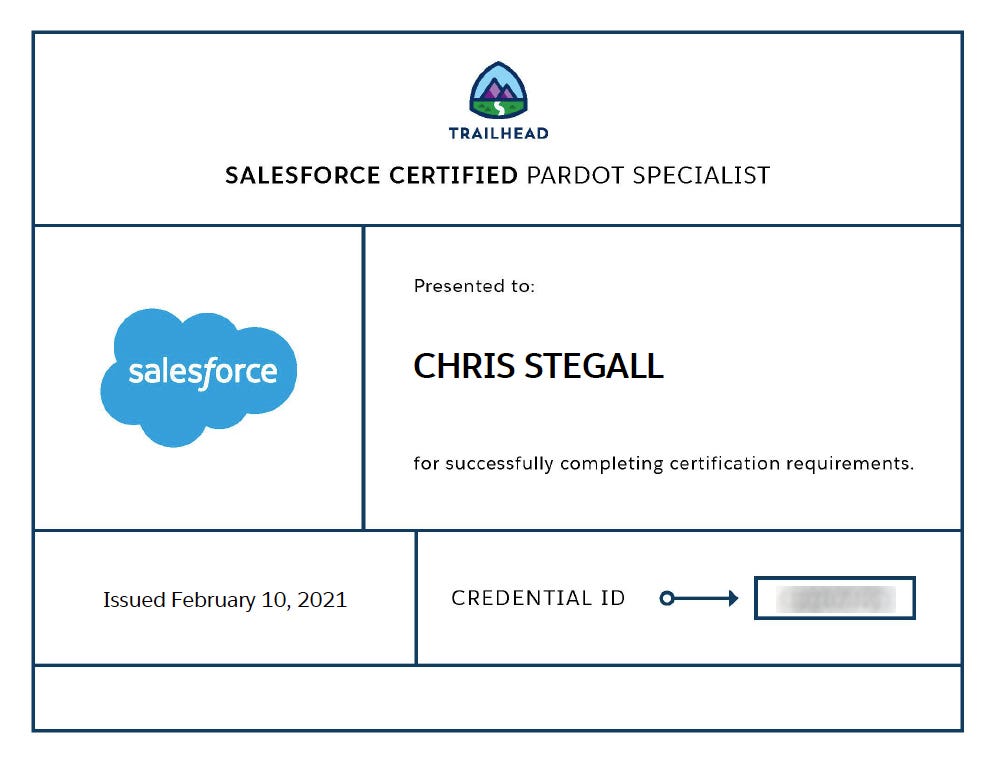 TRAILHEAD
SALESFORCE CERTIFIED PARDOT SPECIALIST
salesforce
Presented to:
CHRIS STEGALL
for successfully completing certification requirements.
Issued February 10, 2021
CREDENTIAL ID